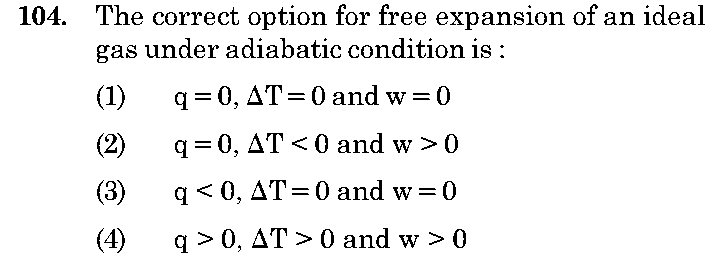 104. The correct option for free expansion of an ideal
gas under adiabatic condition is :
(1) q = 0, ΔT = 0 and w = 0
(2) q = 0, ΔT < 0 and w > 0
(3) q < 0, ΔT = 0 and w = 0
(4) q > 0, ΔT > 0 and w > 0